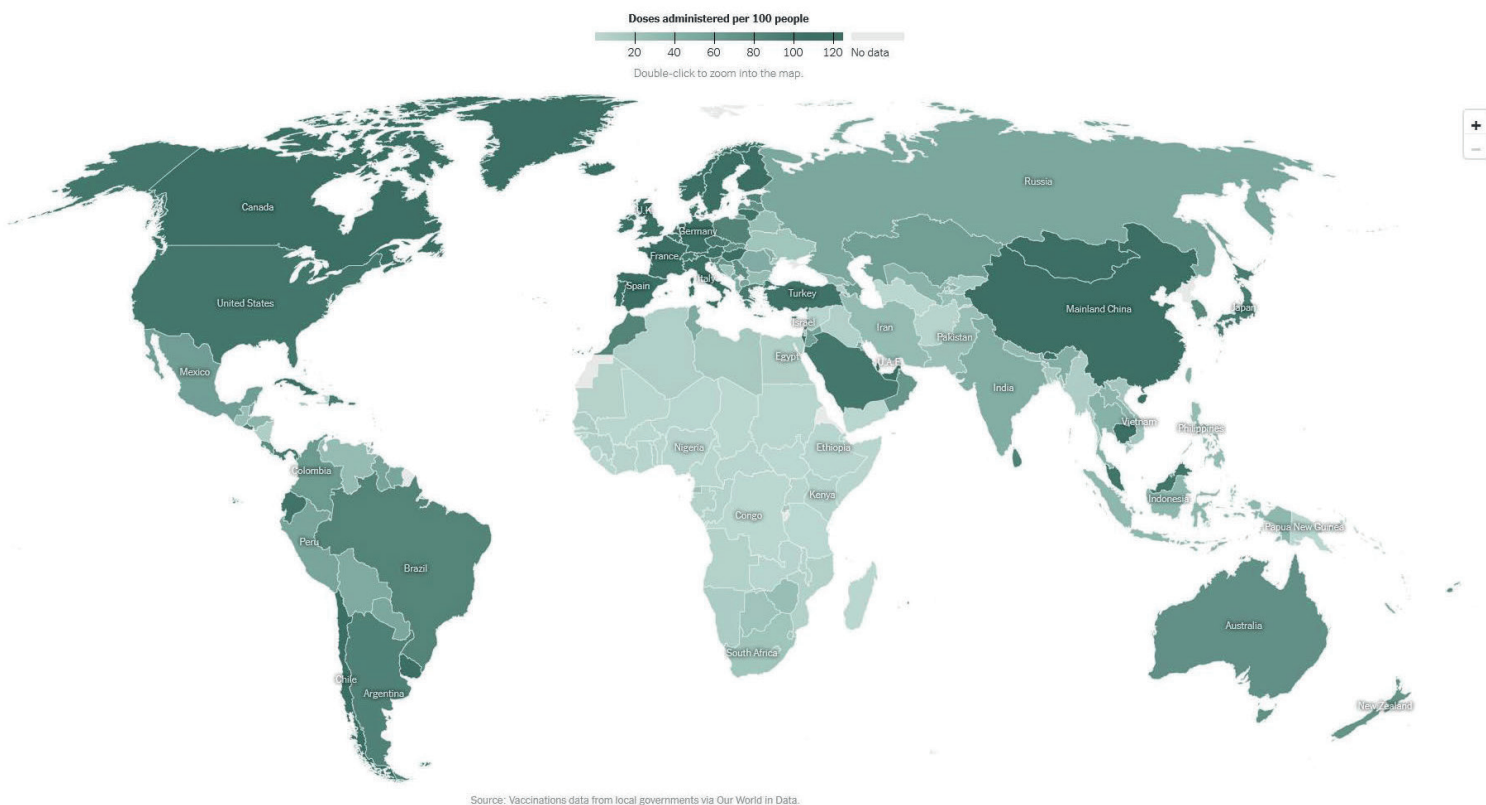 Doses administered per 100 people
20 40 60 80 100 120 No data
Double-click to zoom into the map.
+
−
Russia
Canada
U.K.
Germany
France
Italy
Spain
Turkey
United States
Mainland China
Japan
Israel
Iran
Pakistan
Egypt
U.A.E.
Mexico
India
Vietnam
Philippines
Nigeria
Ethiopia
Colombia
Kenya
Indonesia
Congo
Papua New Guinea
Peru
Brazil
Australia
South Africa
Chile
Argentina
New Zealand
Source: Vaccinations data from local governments via Our World in Data.